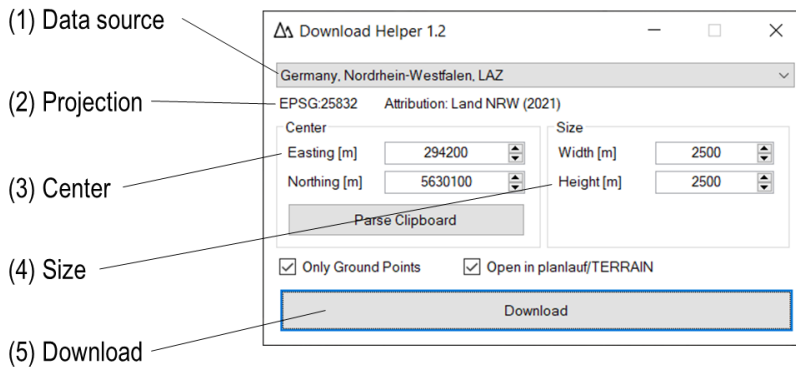 (1) Data source
Download Helper 1.2
Germany, Nordrhein-Westfalen, LAZ
(2) Projection
EPSG:25832 Attribution: Land NRW (2021)
Center
Size
Easting [m] 294200
Width [m] 2500
(3) Center
Northing [m] 5630100
Height [m] 2500
Parse Clipboard
(4) Size
Only Ground Points
Open in planlauf/TERRAIN
Download
(5) Download